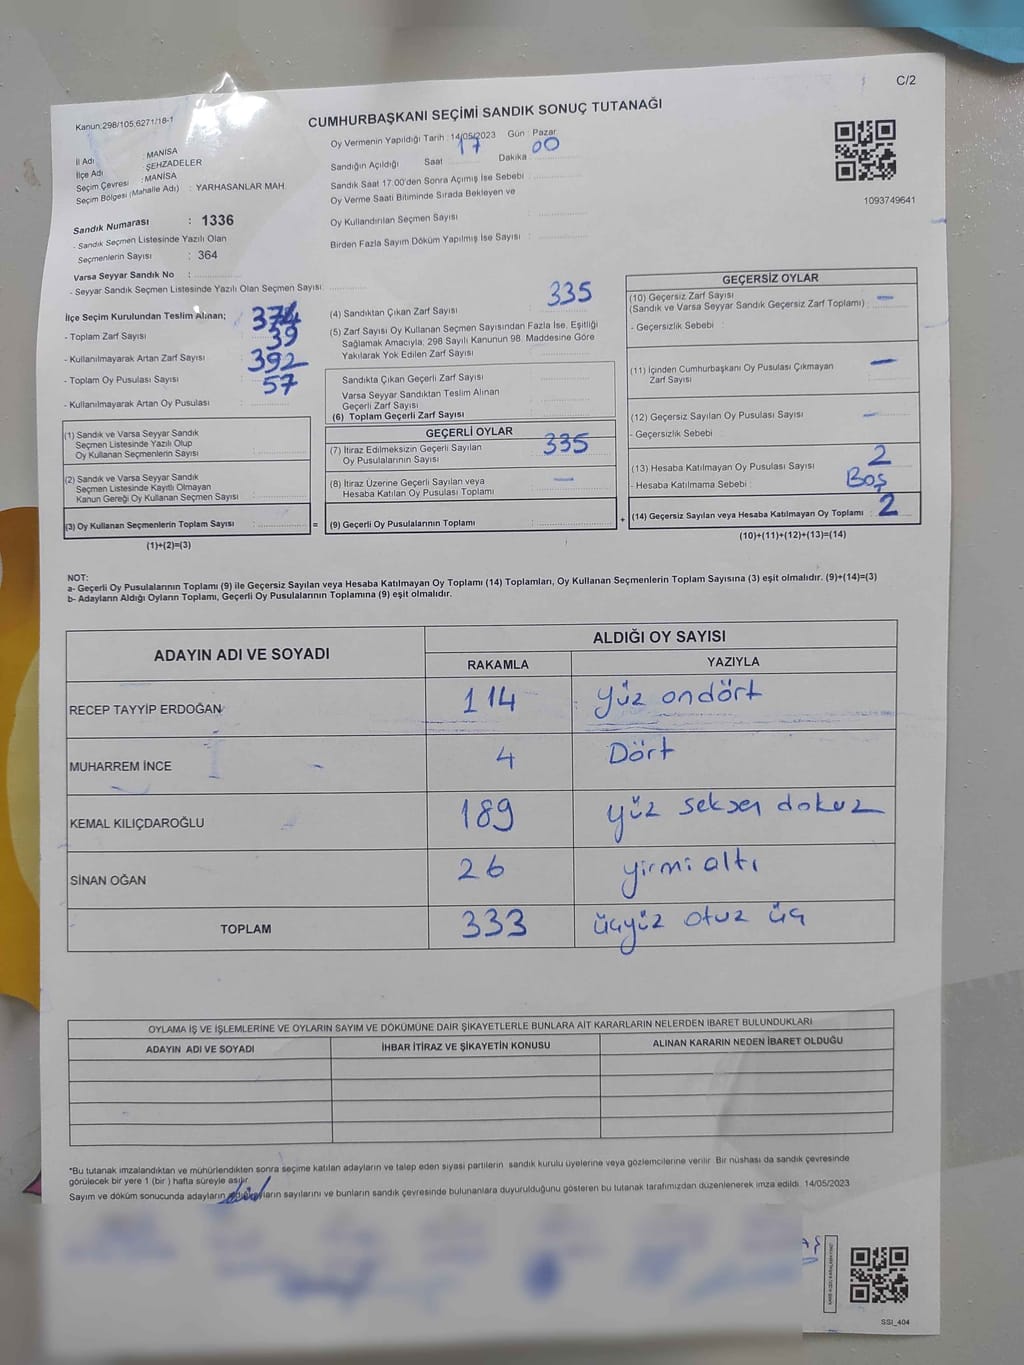 C/2
Kanun:298/105,6271/18-1
CUMHURBAŞKANI SEÇİMİ SANDIK SONUÇ TUTANAĞI
İl Adı : MANİSA
İlçe Adı : ŞEHZADELER
Seçim Çevresi : MANİSA
Seçim Bölgesi (Mahalle Adı) : YARHASANLAR MAH.
Sandık Numarası : 1336
- Sandık Seçmen Listesinde Yazılı Olan
Seçmenlerin Sayısı : 364
Varsa Seyyar Sandık No :
- Seyyar Sandık Seçmen Listesinde Yazılı Olan Seçmen Sayısı:
Oy Vermenin Yapıldığı Tarih : 14/05/2023 Gün : Pazar
Sandığın Açıldığı Saat 17 Dakika 00
Sandık Saat 17:00'den Sonra Açımış İse Sebebi :
Oy Verme Saati Bitiminde Sırada Bekleyen ve
Oy Kullandırılan Seçmen Sayısı :
Birden Fazla Sayım Döküm Yapılmış İse Sayısı :
1093749641
İlçe Seçim Kurulundan Teslim Alınan;
- Toplam Zarf Sayısı : 374
- Kullanılmayarak Artan Zarf Sayısı : 39
- Toplam Oy Pusulası Sayısı : 392
- Kullanılmayarak Artan Oy Pusulası : 57
(1) Sandık ve Varsa Seyyar Sandık
Seçmen Listesinde Yazılı Olup
Oy Kullanan Seçmenlerin Sayısı :
(2) Sandık ve Varsa Seyyar Sandık
Seçmen Listesinde Kayıtlı Olmayan
Kanun Gereği Oy Kullanan Seçmen Sayısı :
(3) Oy Kullanan Seçmenlerin Toplam Sayısı : =
(1)+(2)=(3)
(4) Sandıktan Çıkan Zarf Sayısı : 335
(5) Zarf Sayısı Oy Kullanan Seçmen Sayısından Fazla İse, Eşitliği
Sağlamak Amacıyla, 298 Sayılı Kanunun 98. Maddesine Göre
Yakılarak Yok Edilen Zarf Sayısı :
Sandıkta Çıkan Geçerli Zarf Sayısı :
Varsa Seyyar Sandıktan Teslim Alınan
Geçerli Zarf Sayısı :
(6) Toplam Geçerli Zarf Sayısı :
GEÇERLİ OYLAR
(7) İtiraz Edilmeksizin Geçerli Sayılan
Oy Pusulalarının Sayısı : 335
(8) İtiraz Üzerine Geçerli Sayılan veya
Hesaba Katılan Oy Pusulası Toplamı : —
(9) Geçerli Oy Pusulalarının Toplamı : +
GEÇERSİZ OYLAR
(10) Geçersiz Zarf Sayısı
(Sandık ve Varsa Seyyar Sandık Geçersiz Zarf Toplamı) : —
- Geçersizlik Sebebi :
(11) İçinden Cumhurbaşkanı Oy Pusulası Çıkmayan
Zarf Sayısı : —
(12) Geçersiz Sayılan Oy Pusulası Sayısı : —
- Geçersizlik Sebebi :
(13) Hesaba Katılmayan Oy Pusulası Sayısı : 2
- Hesaba Katılmama Sebebi : Boş
(14) Geçersiz Sayılan veya Hesaba Katılmayan Oy Toplamı : 2
(10)+(11)+(12)+(13)=(14)
NOT:
a- Geçerli Oy Pusulalarının Toplamı (9) ile Geçersiz Sayılan veya Hesaba Katılmayan Oy Toplamı (14) Toplamları, Oy Kullanan Seçmenlerin Toplam Sayısına (3) eşit olmalıdır. (9)+(14)=(3)
b- Adayların Aldığı Oyların Toplamı, Geçerli Oy Pusulalarının Toplamına (9) eşit olmalıdır.
ADAYIN ADI VE SOYADI
ALDIĞI OY SAYISI
RAKAMLA YAZIYLA
RECEP TAYYİP ERDOĞAN 114 yüz ondört
MUHARREM İNCE 4 Dört
KEMAL KILIÇDAROĞLU 189 yüz seksen dokuz
SİNAN OĞAN 26 yirmi altı
TOPLAM 333 üçyüz otuz üç
OYLAMA İŞ VE İŞLEMLERİNE VE OYLARIN SAYIM VE DÖKÜMÜNE DAİR ŞİKAYETLERLE BUNLARA AİT KARARLARIN NELERDEN İBARET BULUNDUKLARI
ADAYIN ADI VE SOYADI İHBAR İTİRAZ VE ŞİKAYETİN KONUSU ALINAN KARARIN NEDEN İBARET OLDUĞU
*Bu tutanak imzalandıktan ve mühürlendikten sonra seçime katılan adayların ve talep eden siyasi partilerin sandık kurulu üyelerine veya gözlemcilerine verilir. Bir nüshası da sandık çevresinde
görülecek bir yere 1 (bir) hafta süreyle asılır.
Sayım ve döküm sonucunda adayların sayılarını ve bunların sandık çevresinde bulunanlara duyurulduğunu gösteren bu tutanak tarafımızdan düzenlenerek imza edildi. 14/05/2023
SSİ_404